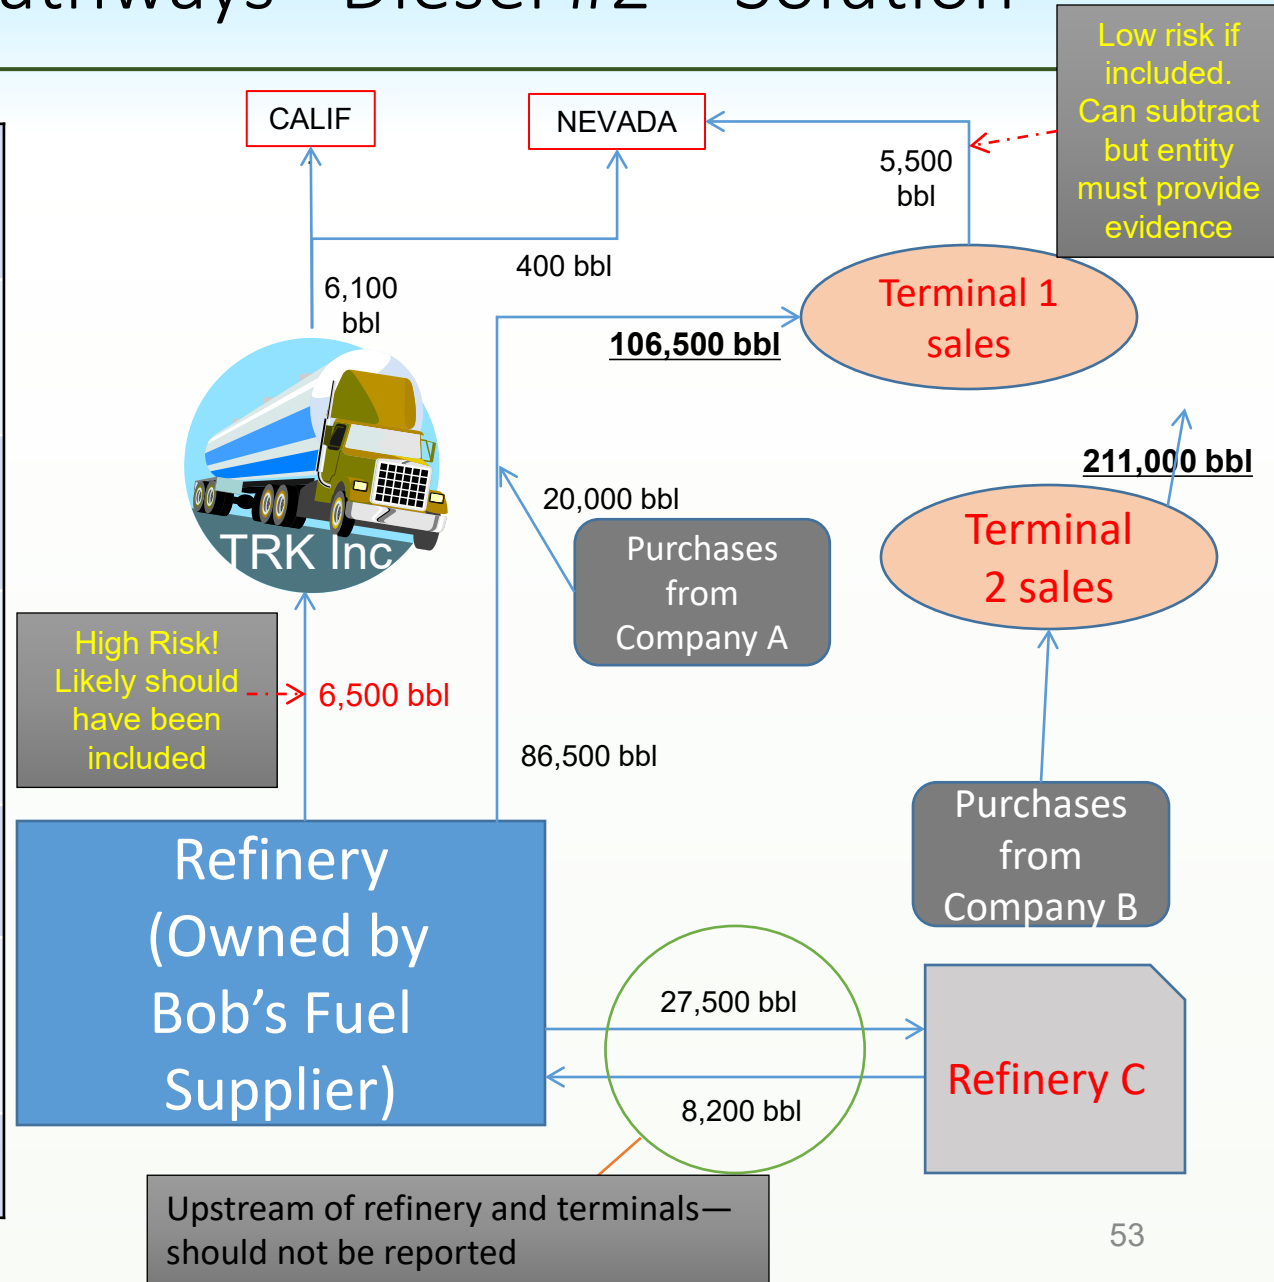 Diesel #2 – Solution
Low risk if
included.
Can subtract
but entity
must provide
evidence
CALIF
NEVADA
5,500
bbl
400 bbl
6,100
bbl
Terminal 1
sales
106,500 bbl
211,000 bbl
20,000 bbl
TRK Inc
Purchases
from
Company A
Terminal
2 sales
High Risk!
Likely should
have been
included
6,500 bbl
86,500 bbl
Purchases
from
Company B
Refinery
(Owned by
Bob’s Fuel
Supplier)
27,500 bbl
8,200 bbl
Refinery C
Upstream of refinery and terminals—
should not be reported
53